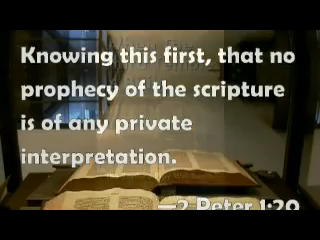 Knowing this first, that no
prophecy of the scripture
is of any private
interpretation.
—2 Peter 1:20